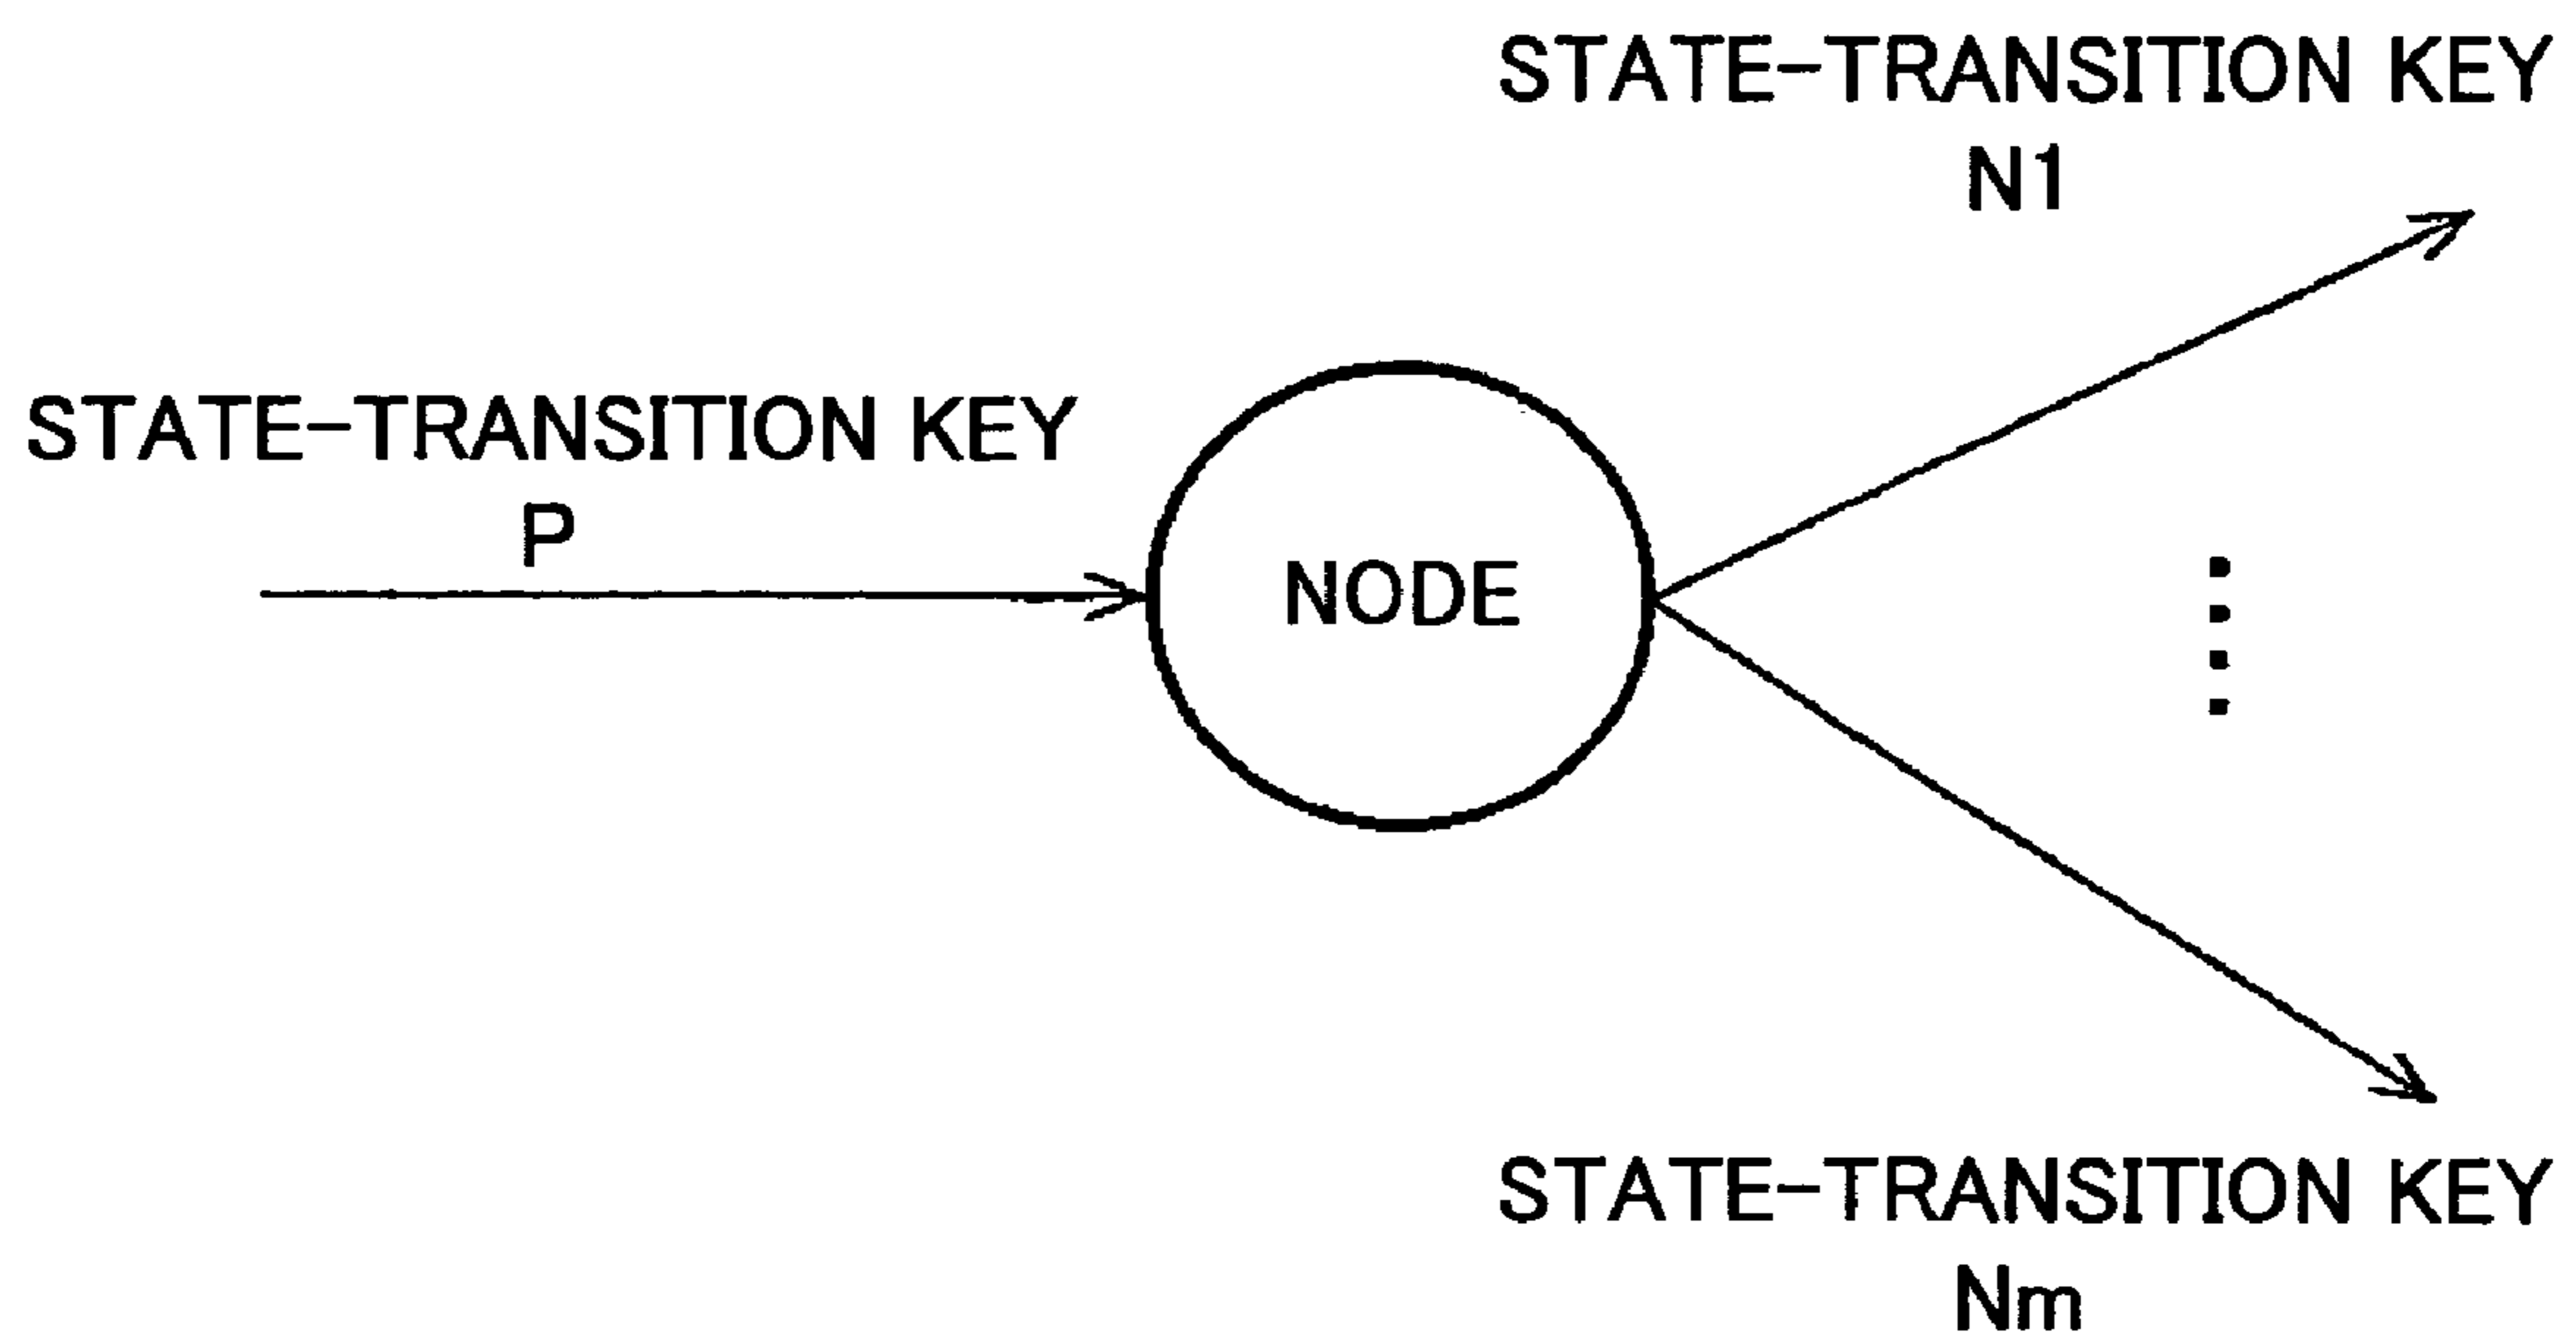 STATE-TRANSITION KEY
N1
STATE-TRANSITION KEY
P
NODE
STATE-TRANSITION KEY
Nm